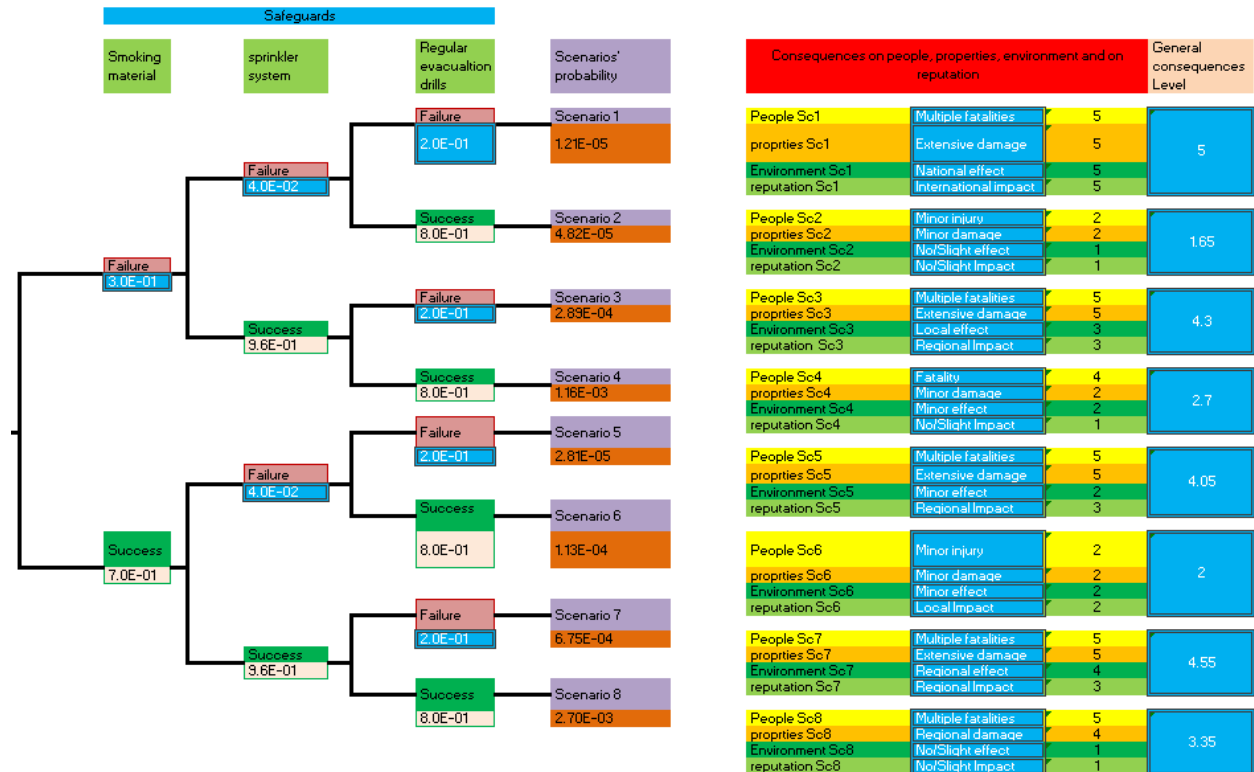 Safeguards
Smoking material
sprinkler system
Regular evacualtion drills
Scenarios' probability
Consequences on people, properties, environment and on reputation
General consequences Level
Failure
3.0E-01
Success
7.0E-01
Failure
4.0E-02
Success
9.6E-01
Failure
4.0E-02
Success
9.6E-01
Failure
2.0E-01
Success
8.0E-01
Failure
2.0E-01
Success
8.0E-01
Failure
2.0E-01
Success
8.0E-01
Failure
2.0E-01
Success
8.0E-01
Scenario 1
1.21E-05
Scenario 2
4.82E-05
Scenario 3
2.89E-04
Scenario 4
1.16E-03
Scenario 5
2.81E-05
Scenario 6
1.13E-04
Scenario 7
6.75E-04
Scenario 8
2.70E-03
People Sc1 Multiple fatalities 5
proprties Sc1 Extensive damage 5
Environment Sc1 National effect 5
reputation Sc1 International impact 5
5
People Sc2 Minor injury 2
proprties Sc2 Minor damage 2
Environment Sc2 No/Slight effect 1
reputation Sc2 No/Slight Impact 1
1.65
People Sc3 Multiple fatalities 5
proprties Sc3 Extensive damage 5
Environment Sc3 Local effect 3
reputation Sc3 Regional Impact 3
4.3
People Sc4 Fatality 4
proprties Sc4 Minor damage 2
Environment Sc4 Minor effect 2
reputation Sc4 No/Slight Impact 1
2.7
People Sc5 Multiple fatalities 5
proprties Sc5 Extensive damage 5
Environment Sc5 Minor effect 2
reputation Sc5 Regional Impact 3
4.05
People Sc6 Minor injury 2
proprties Sc6 Minor damage 2
Environment Sc6 Minor effect 2
reputation Sc6 Local Impact 2
2
People Sc7 Multiple fatalities 5
proprties Sc7 Extensive damage 5
Environment Sc7 Regional effect 4
reputation Sc7 Regional Impact 3
4.55
People Sc8 Multiple fatalities 5
proprties Sc8 Regional damage 4
Environment Sc8 No/Slight effect 1
reputation Sc8 No/Slight Impact 1
3.35